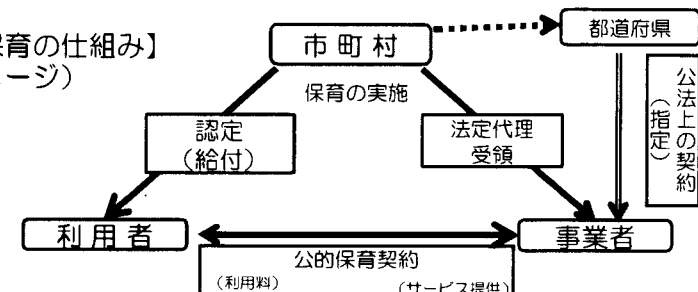 育の仕組み】
ージ）
市町村
都道府県
保育の実施
認定
（給付）
法定代理
受領
公法上の契約
（指定）
利用者
事業者
公的保育契約
（利用料）
（サービス提供）